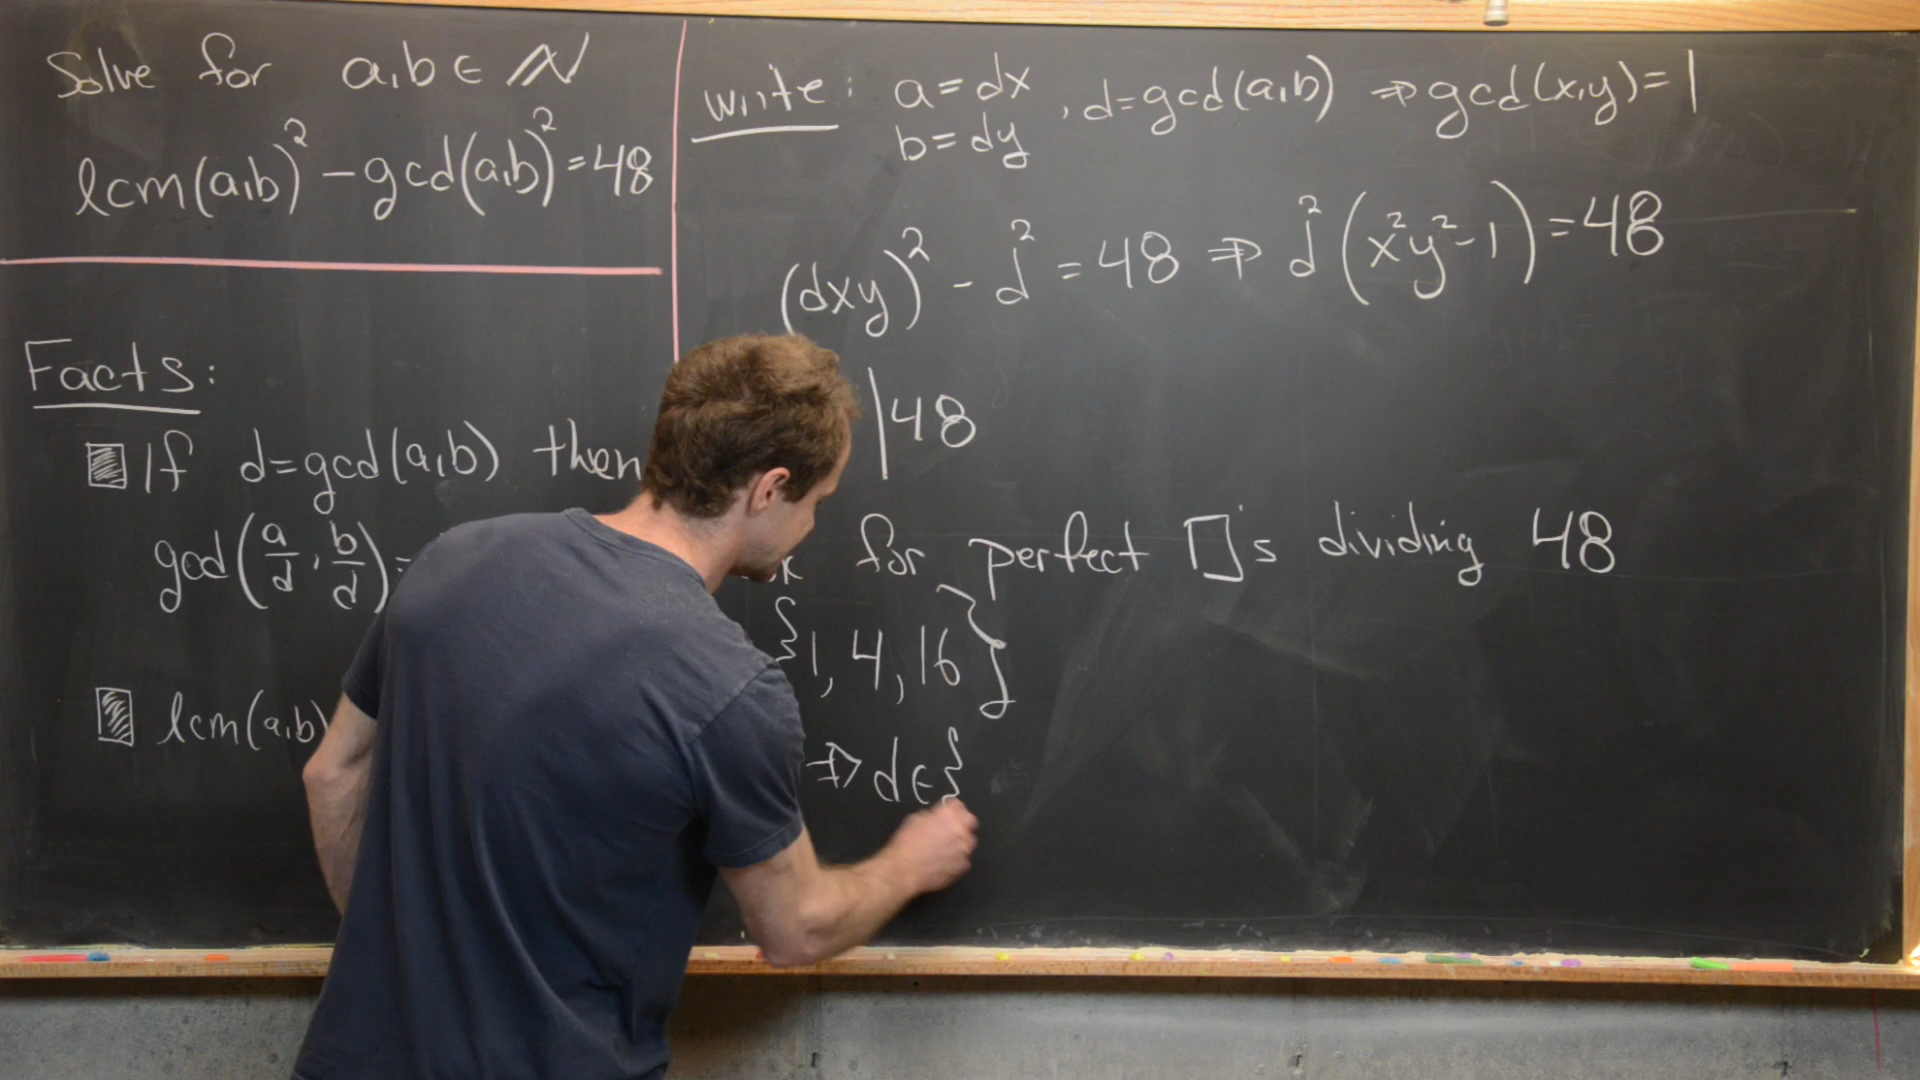 Solve for a,b ∈ ℕ
lcm(a,b)² - gcd(a,b)² = 48
Facts:
If d=gcd(a,b) then
gcd(a/d, b/d) =
lcm(a,b)
Write: a=dx
b=dy
, d=gcd(a,b) ⇒ gcd(x,y)=1
(dxy)² - d² = 48 ⇒ d²(x²y²-1) = 48
|48
for perfect □'s dividing 48
{1, 4, 16}
⇒ d ∈ {